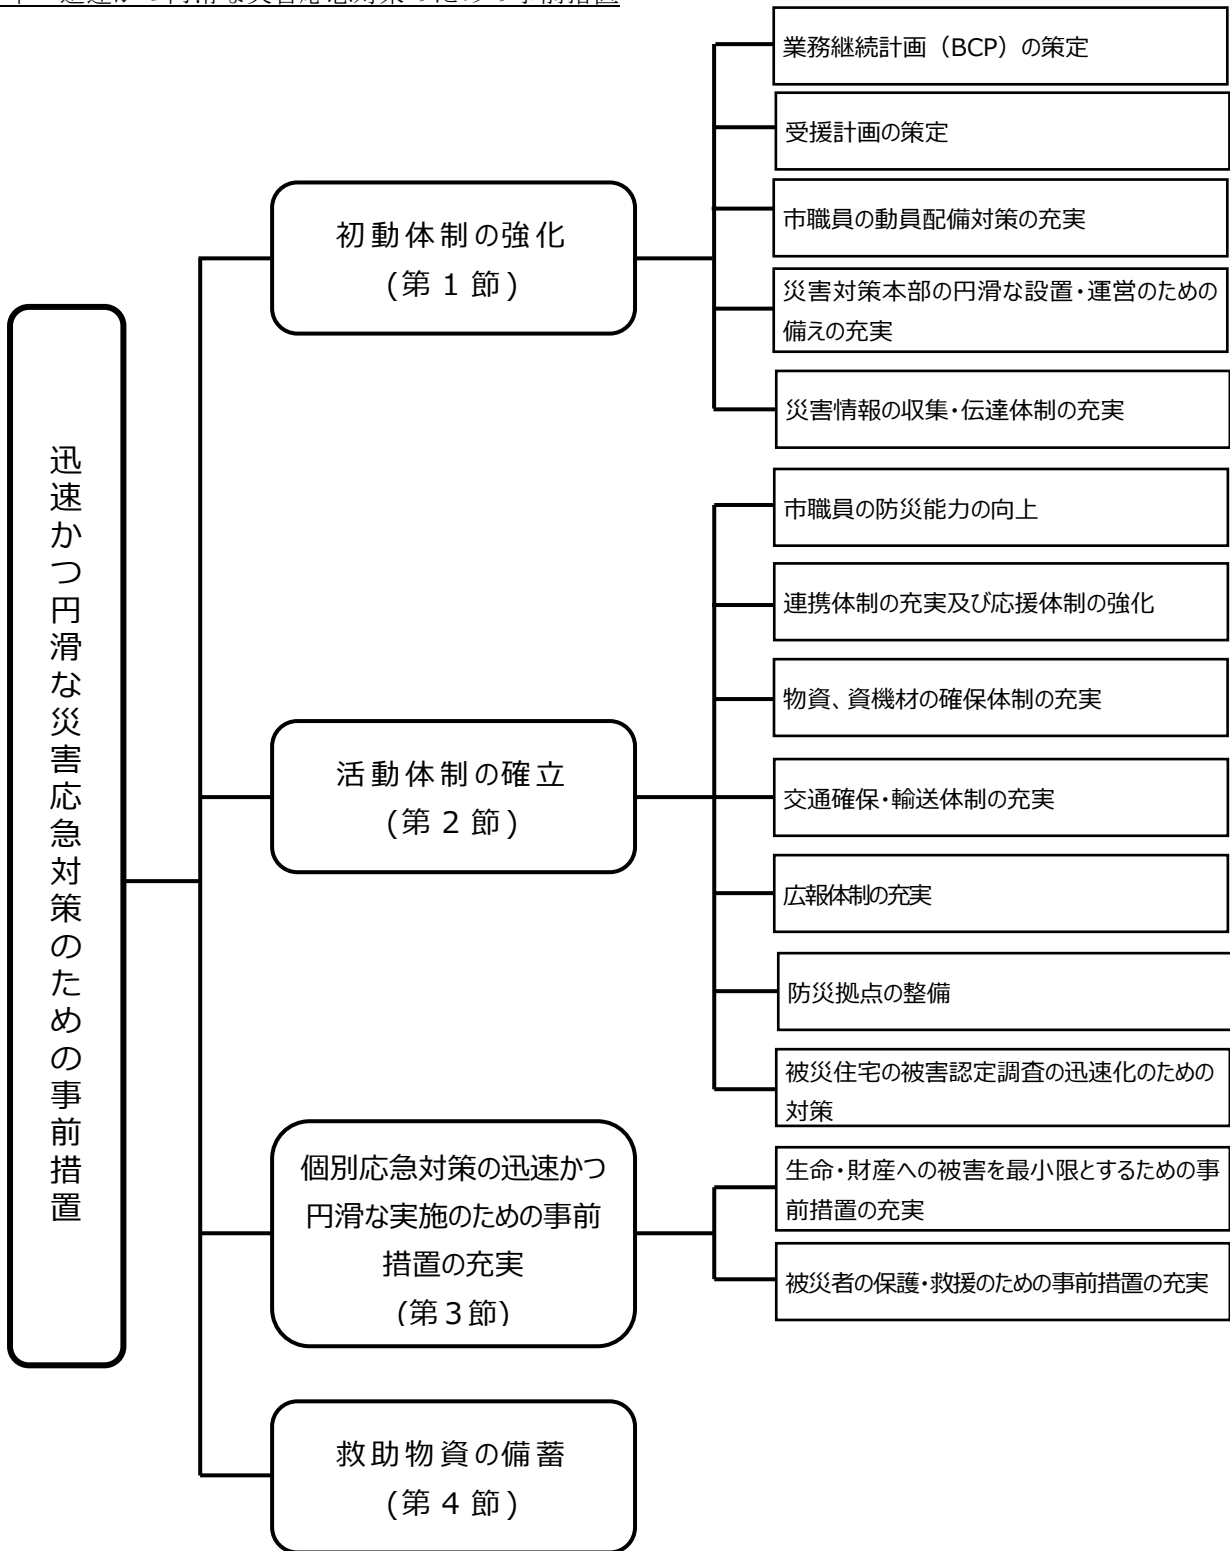 迅速かつ円滑な災害応急対策のための事前措置
初動体制の強化
(第1節)
業務継続計画（BCP）の策定
受援計画の策定
市職員の動員配備対策の充実
災害対策本部の円滑な設置・運営のための
備えの充実
災害情報の収集・伝達体制の充実
活動体制の確立
(第2節)
市職員の防災能力の向上
連携体制の充実及び応援体制の強化
物資、資機材の確保体制の充実
交通確保・輸送体制の充実
広報体制の充実
防災拠点の整備
被災住宅の被害認定調査の迅速化のための
対策
個別応急対策の迅速かつ
円滑な実施のための事前
措置の充実
(第3節)
生命・財産への被害を最小限とするための事
前措置の充実
被災者の保護・救援のための事前措置の充実
救助物資の備蓄
(第4節)